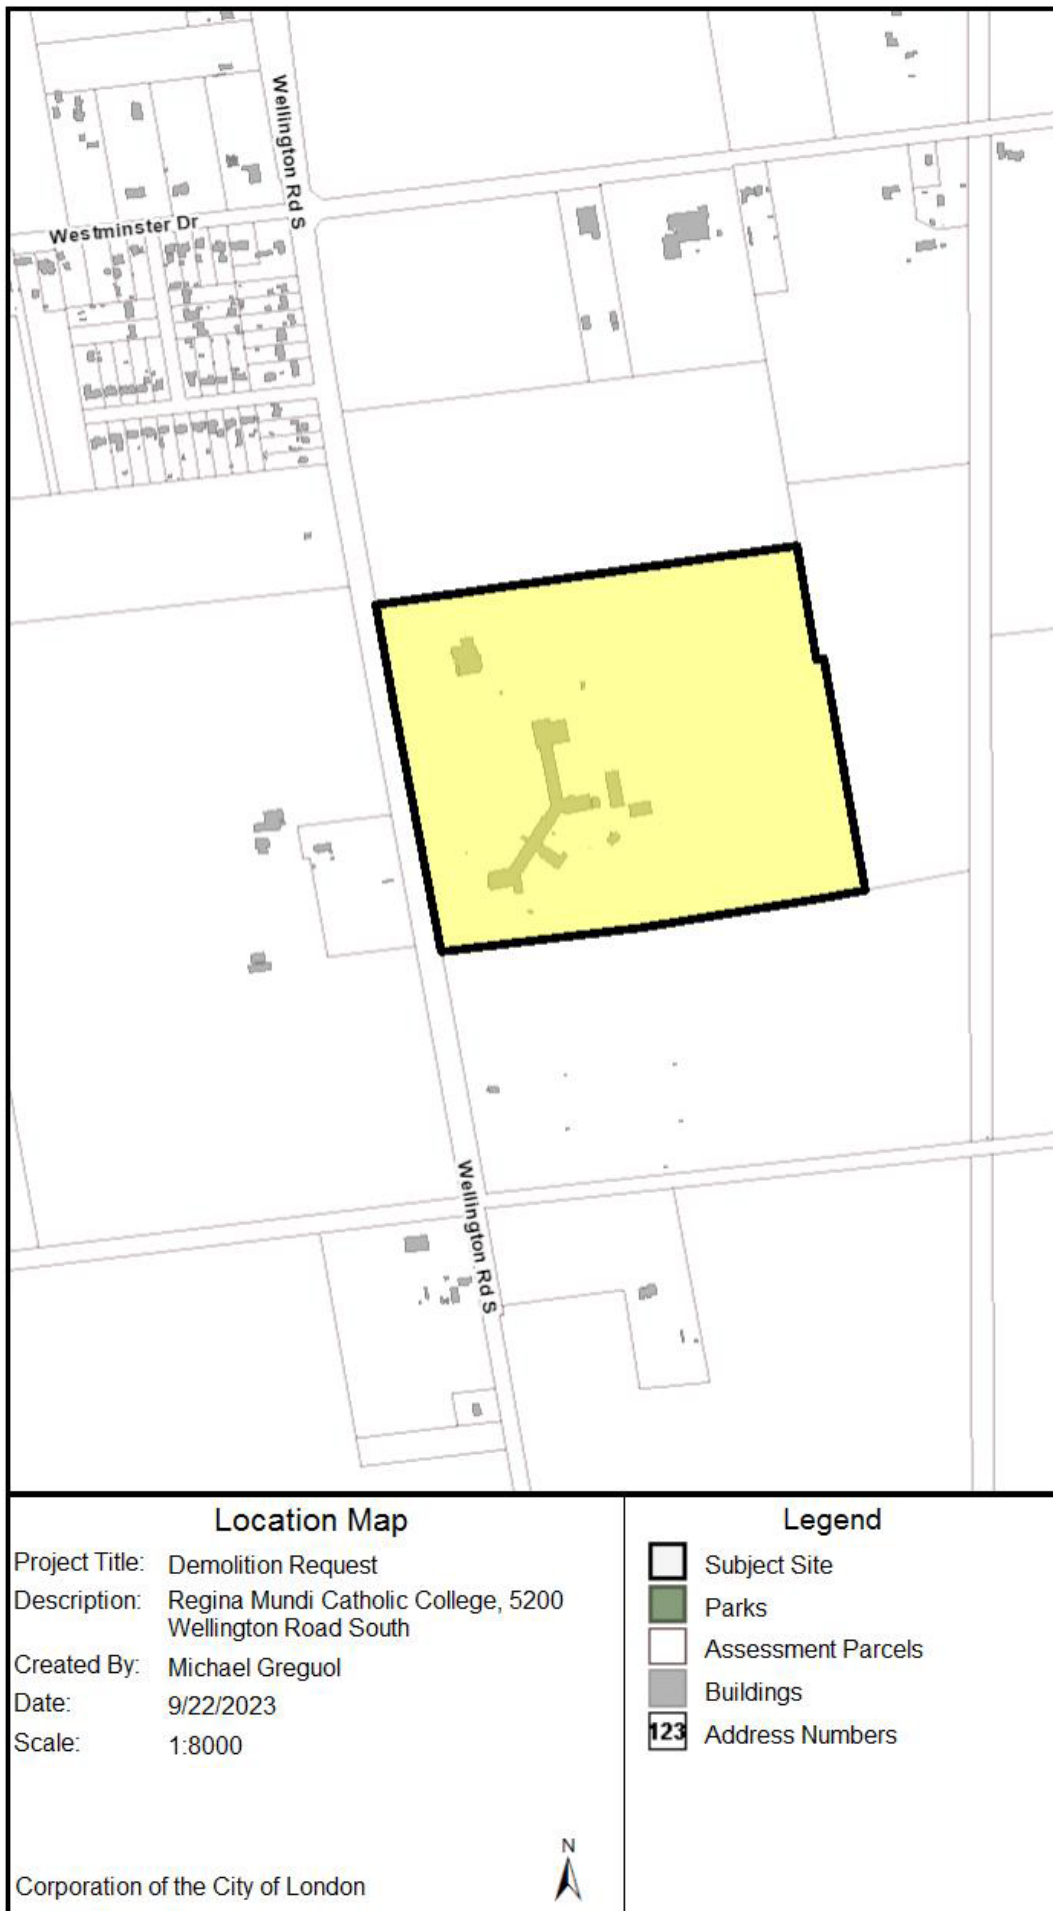 Wellington Rd S
Westminster Dr
Wellington Rd S
Location Map
Project Title: Demolition Request
Description: Regina Mundi Catholic College, 5200
Wellington Road South
Created By: Michael Greguol
Date: 9/22/2023
Scale: 1:8000
N
Corporation of the City of London
Legend
Subject Site
Parks
Assessment Parcels
Buildings
123 Address Numbers